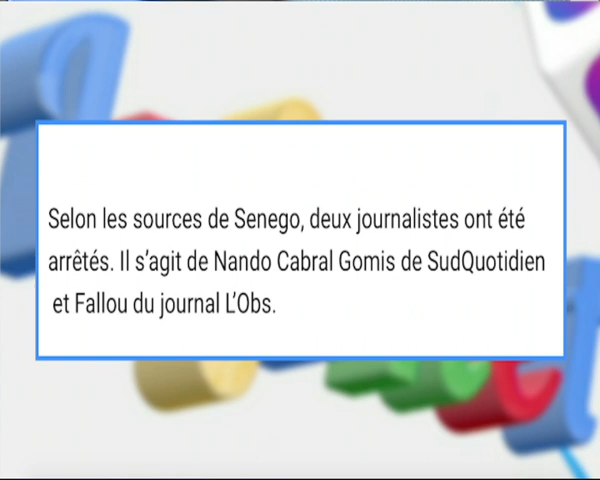 Selon les sources de Senego, deux journalistes ont été
arrêtés. Il s’agit de Nando Cabral Gomis de SudQuotidien
et Fallou du journal L’Obs.